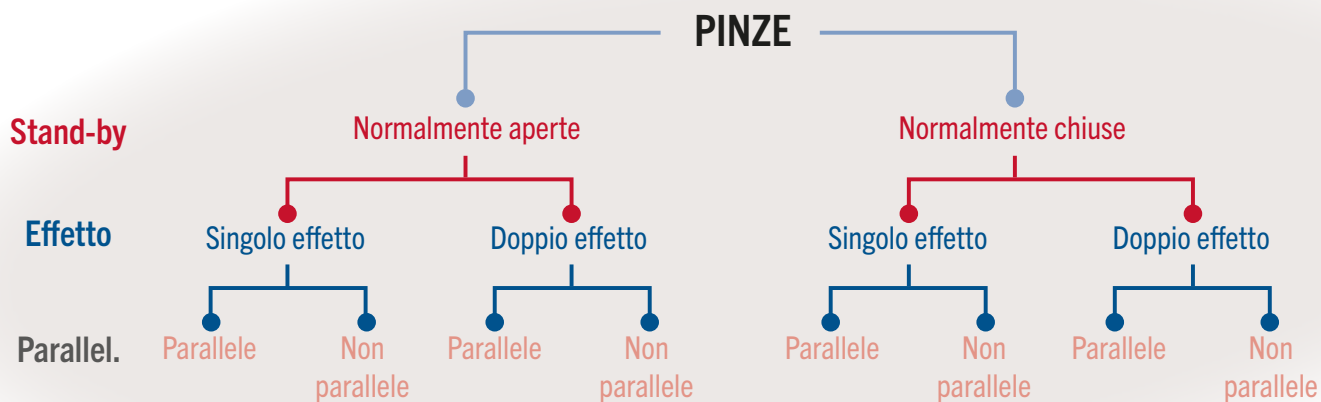 PINZE
Stand-by Normalmente aperte Normalmente chiuse
Effetto Singolo effetto Doppio effetto Singolo effetto Doppio effetto
Parallel. Parallele Non Parallele Non Parallele Non Parallele Non
parallele parallele parallele parallele